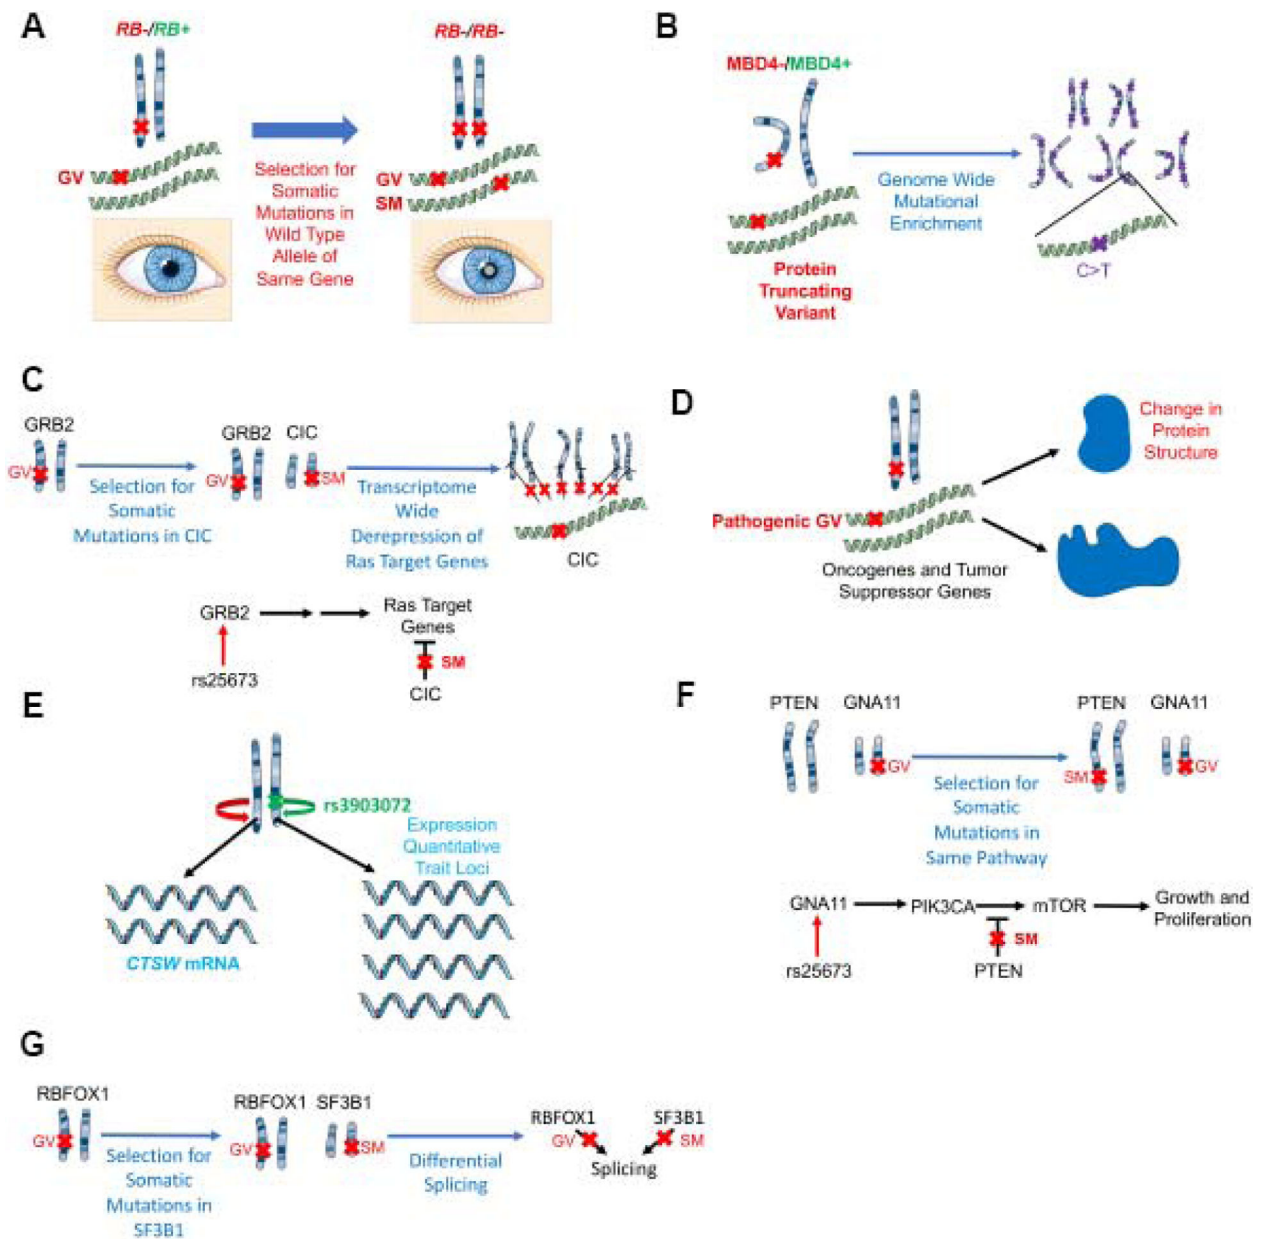 A
RB-/RB+
RB-/RB-
GV
GV
SM
Selection for
Somatic
Mutations in
Wild Type
Allele of
Same Gene
B
MBD4-/MBD4+
Genome Wide
Mutational
Enrichment
Protein
Truncating
Variant
C>T
C
GRB2
GV
Selection for
Somatic
Mutations in CIC
GRB2
CIC
GV
SM
Transcriptome
Wide
Derepression of
Ras Target Genes
CIC
GRB2
Ras Target
Genes
SM
rs25673
CIC
D
Pathogenic GV
Oncogenes and Tumor
Suppressor Genes
Change in
Protein
Structure
E
rs3903072
Expression
Quantitative
Trait Loci
CTSW mRNA
F
PTEN
GNA11
GV
Selection for
Somatic
Mutations in
Same Pathway
PTEN
GNA11
SM
GV
GNA11
PIK3CA
mTOR
Growth and
Proliferation
SM
rs25673
PTEN
G
RBFOX1
GV
Selection for
Somatic
Mutations in
SF3B1
RBFOX1
SF3B1
GV
SM
Differential
Splicing
RBFOX1
SF3B1
GV
SM
Splicing